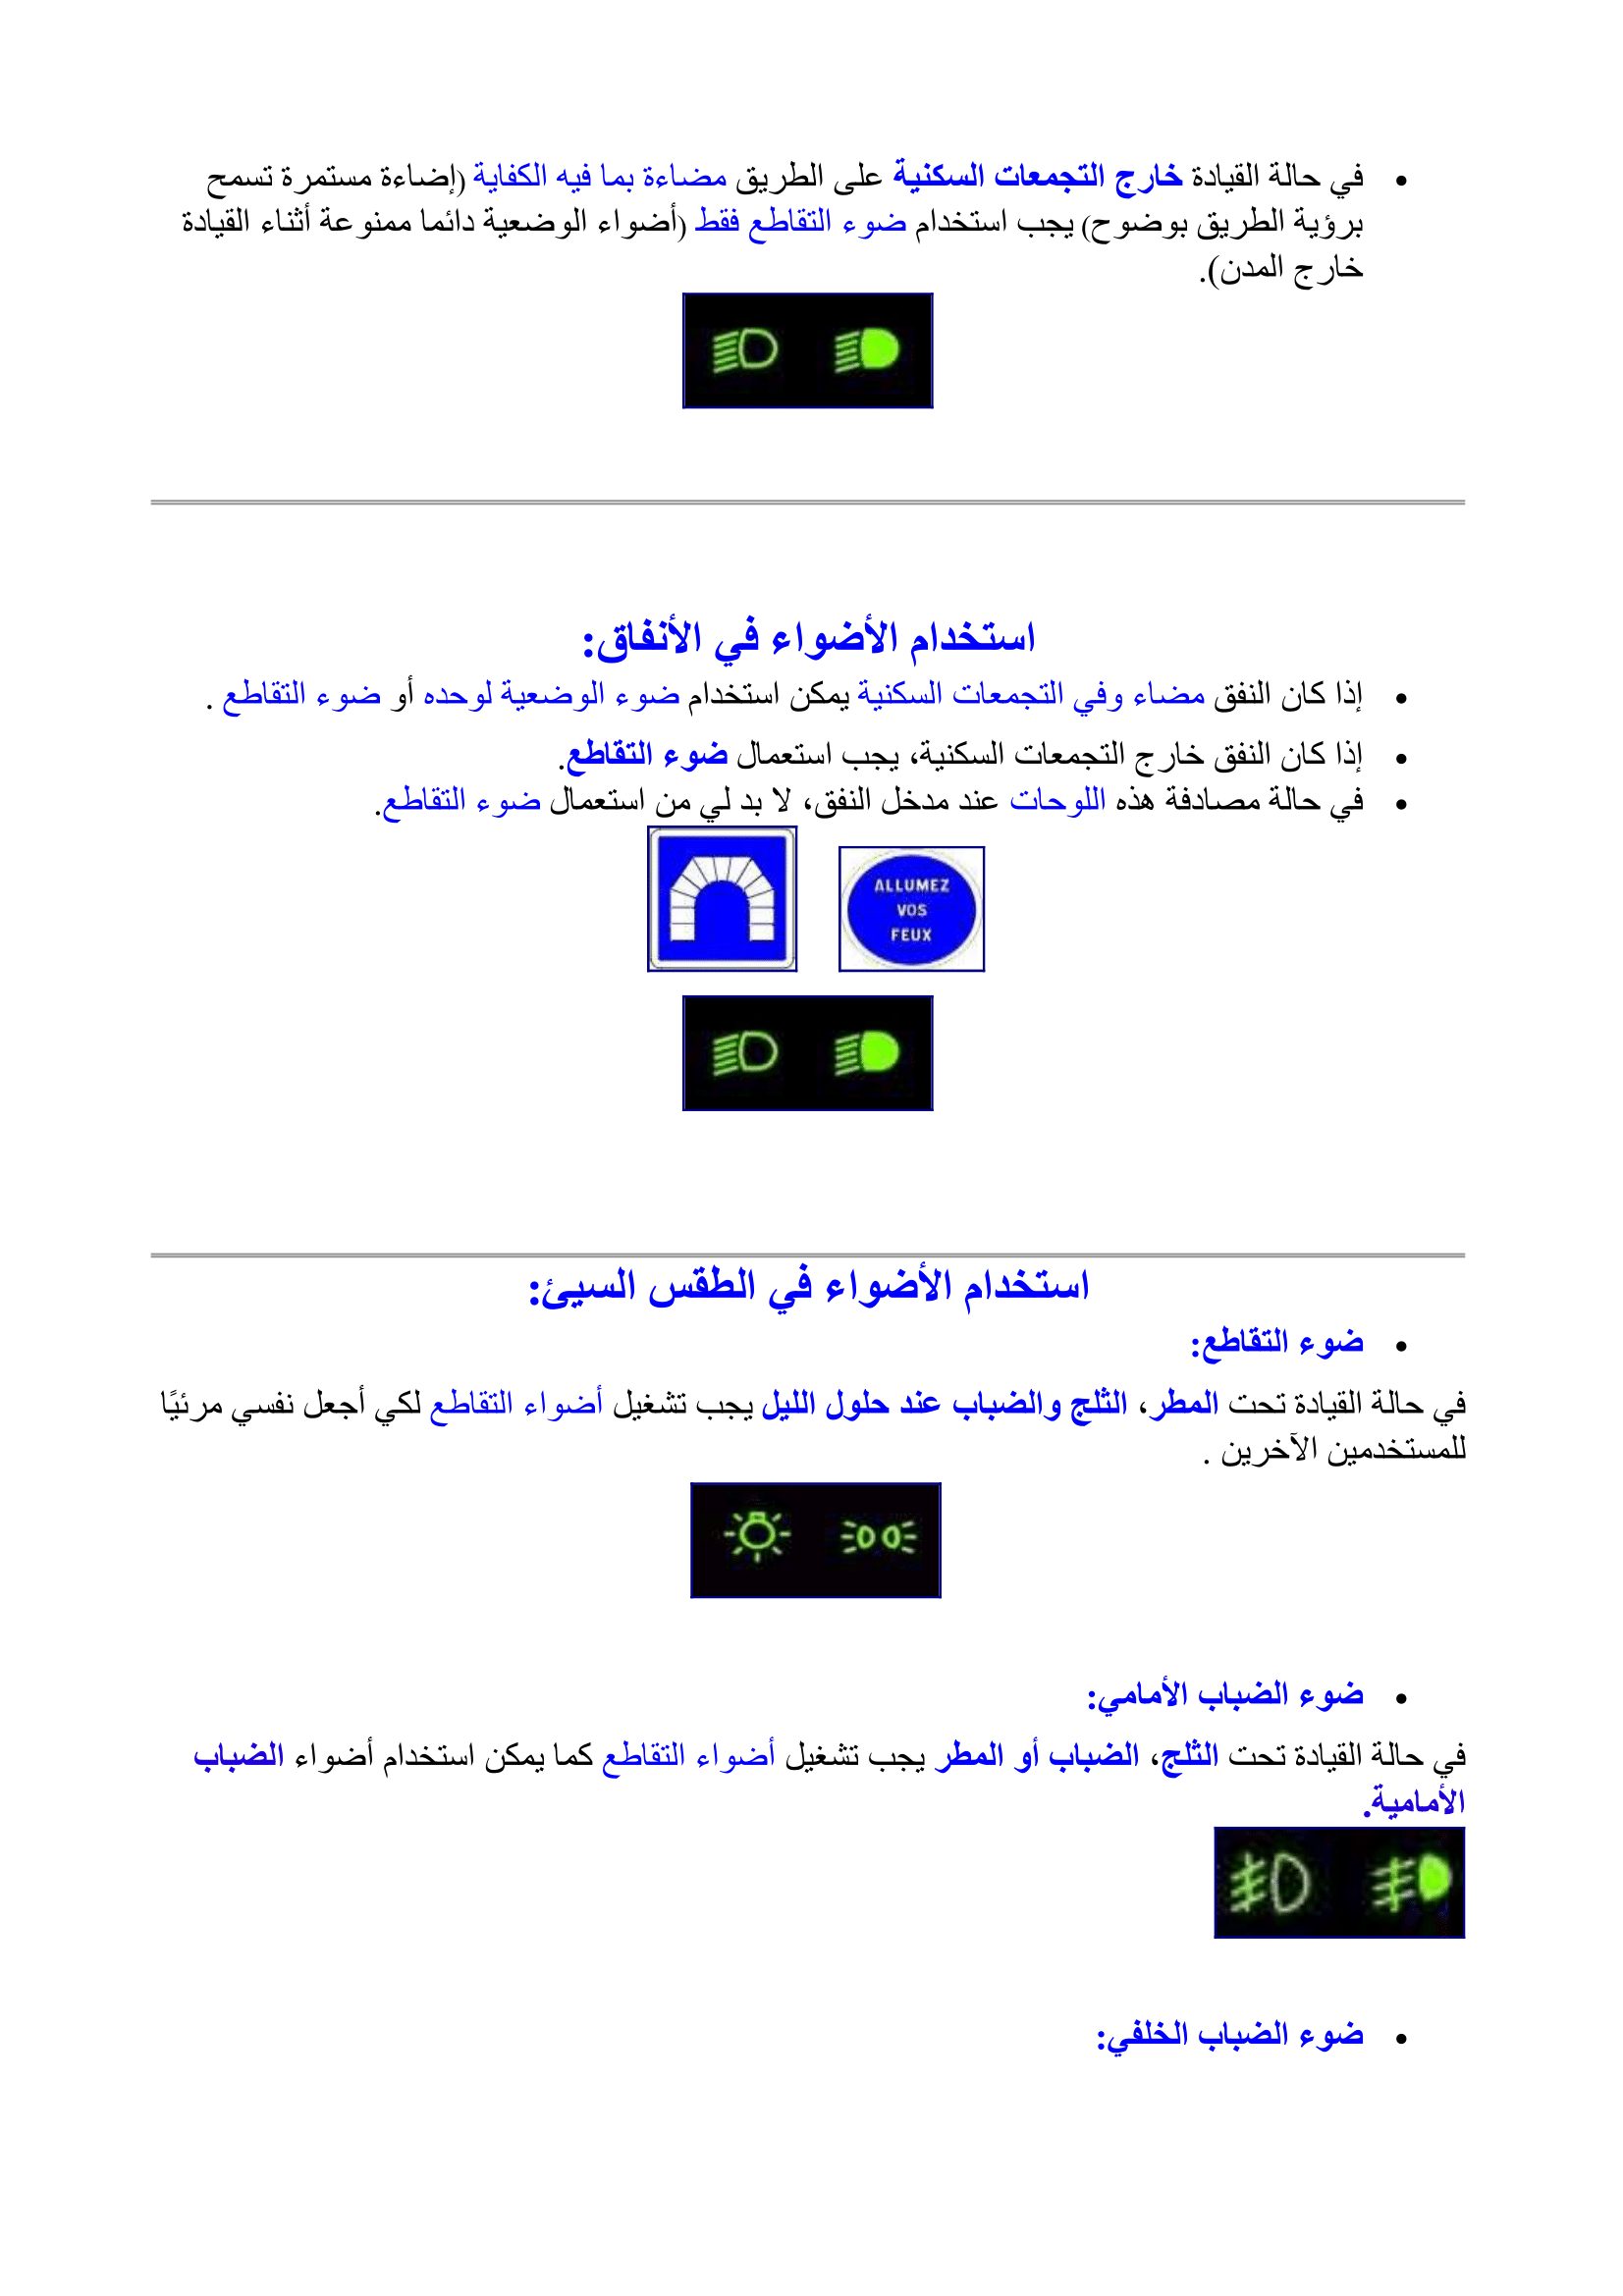 في حالة القيادة خارج التجمعات السكنية على الطريق مضاءة بما فيه الكفاية (إضاءة مستمرة تسمح
برؤية الطريق بوضوح) يجب استخدام ضوء التقاطع فقط (أضواء الوضعية دائما ممنوعة أثناء القيادة
خارج المدن).
استخدام الأضواء في الأنفاق:
إذا كان النفق مضاء وفي التجمعات السكنية يمكن استخدام ضوء الوضعية لوحده أو ضوء التقاطع .
إذا كان النفق خارج التجمعات السكنية، يجب استعمال ضوء التقاطع.
في حالة مصادفة هذه اللوحات عند مدخل النفق، لا بد لي من استعمال ضوء التقاطع.
ALLUMEZ
VOS
FEUX
استخدام الأضواء في الطقس السيئ:
ضوء التقاطع:
في حالة القيادة تحت المطر، الثلج والضباب عند حلول الليل يجب تشغيل أضواء التقاطع لكي أجعل نفسي مرئيًا
للمستخدمين الآخرين .
ضوء الضباب الأمامي:
في حالة القيادة تحت الثلج، الضباب أو المطر يجب تشغيل أضواء التقاطع كما يمكن استخدام أضواء الضباب
الأمامية.
ضوء الضباب الخلفي: